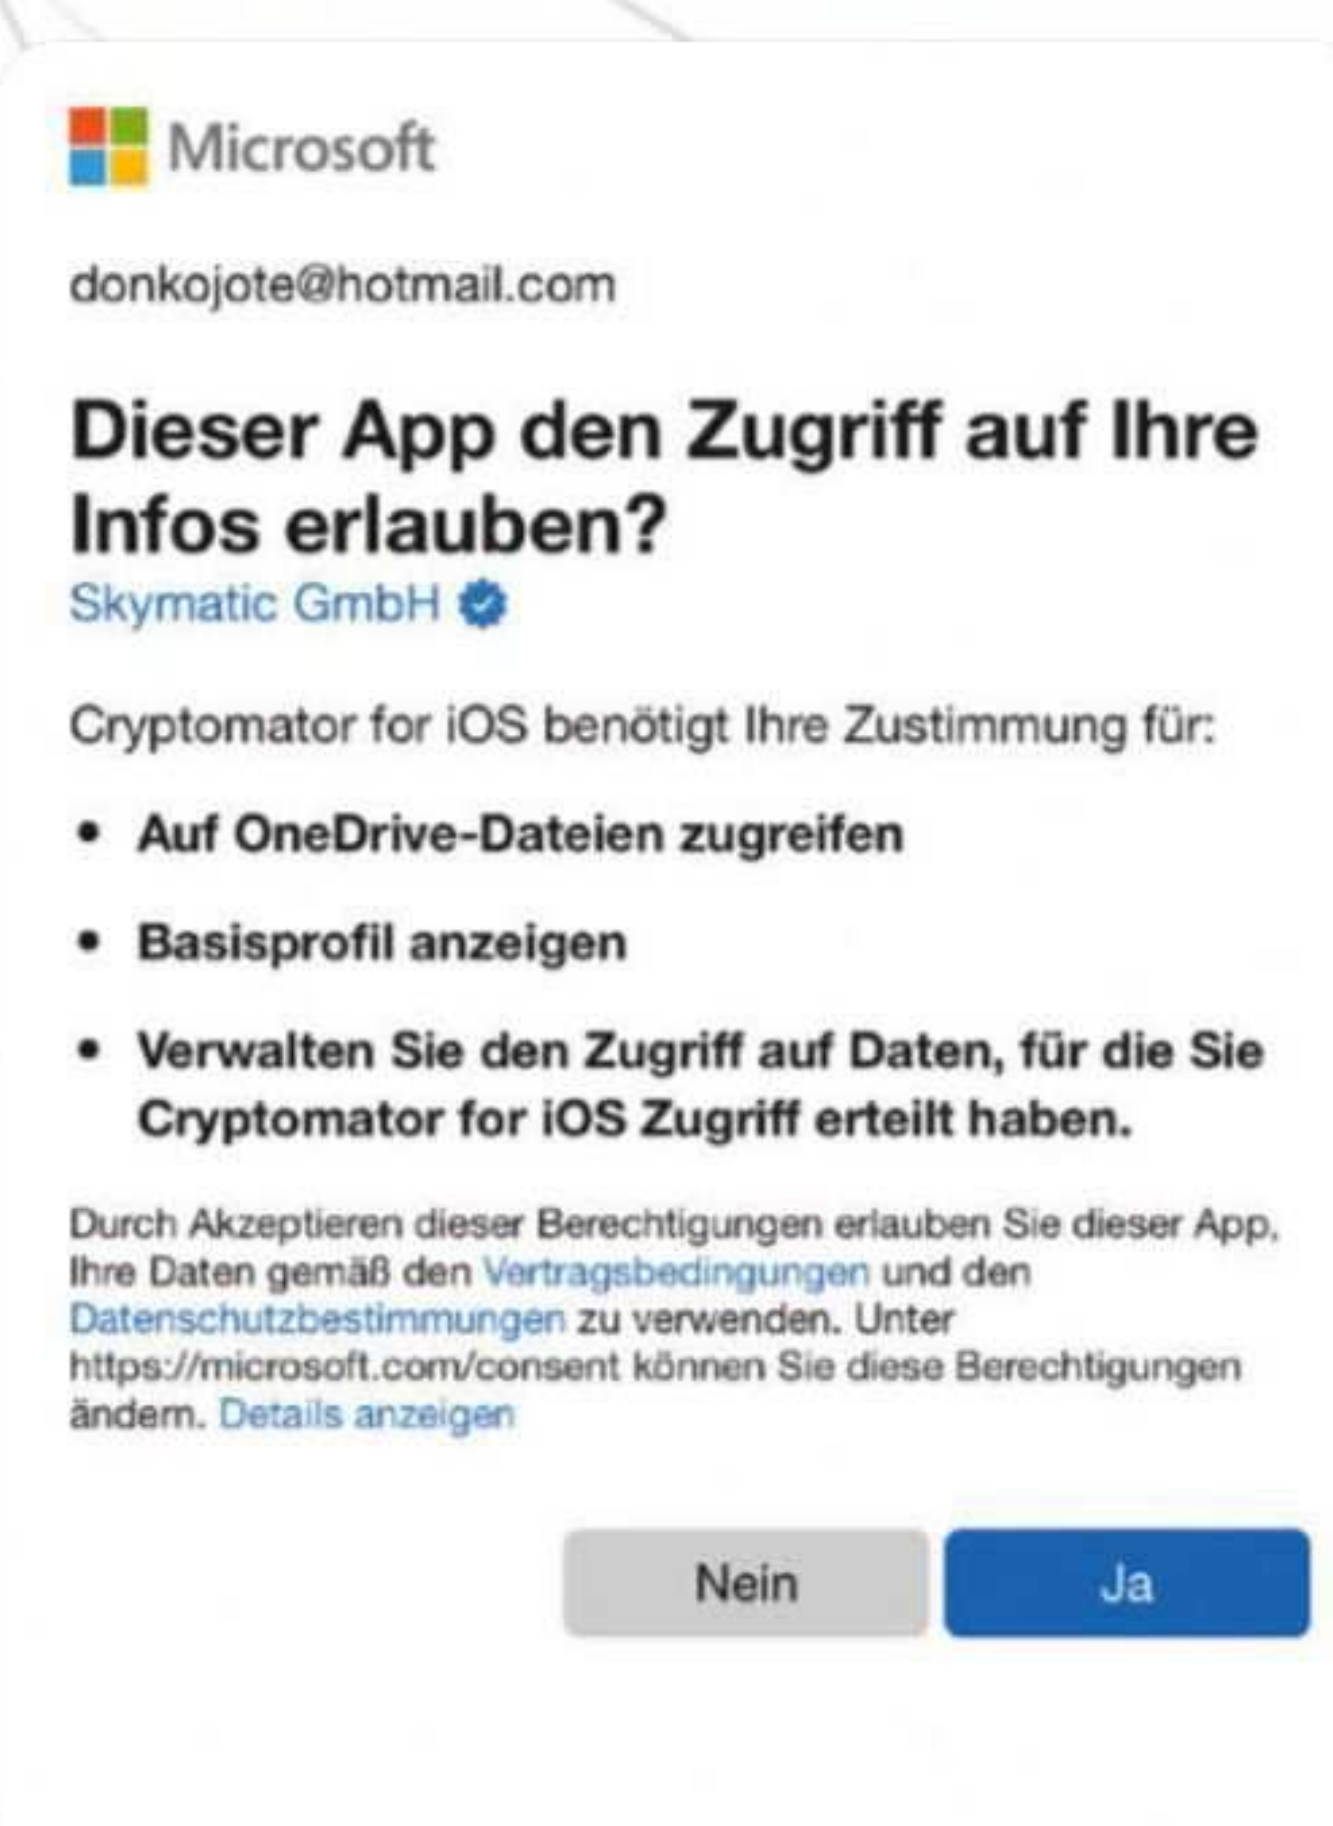 Microsoft
donkojote@hotmail.com
Dieser App den Zugriff auf Ihre
Infos erlauben?
Skymatic GmbH
Cryptomator for iOS benötigt Ihre Zustimmung für:
• Auf OneDrive-Dateien zugreifen
• Basisprofil anzeigen
• Verwalten Sie den Zugriff auf Daten, für die Sie
Cryptomator for iOS Zugriff erteilt haben.
Durch Akzeptieren dieser Berechtigungen erlauben Sie dieser App,
Ihre Daten gemäß den Vertragsbedingungen und den
Datenschutzbestimmungen zu verwenden. Unter
https://microsoft.com/consent können Sie diese Berechtigungen
ändern. Details anzeigen
Nein
Ja